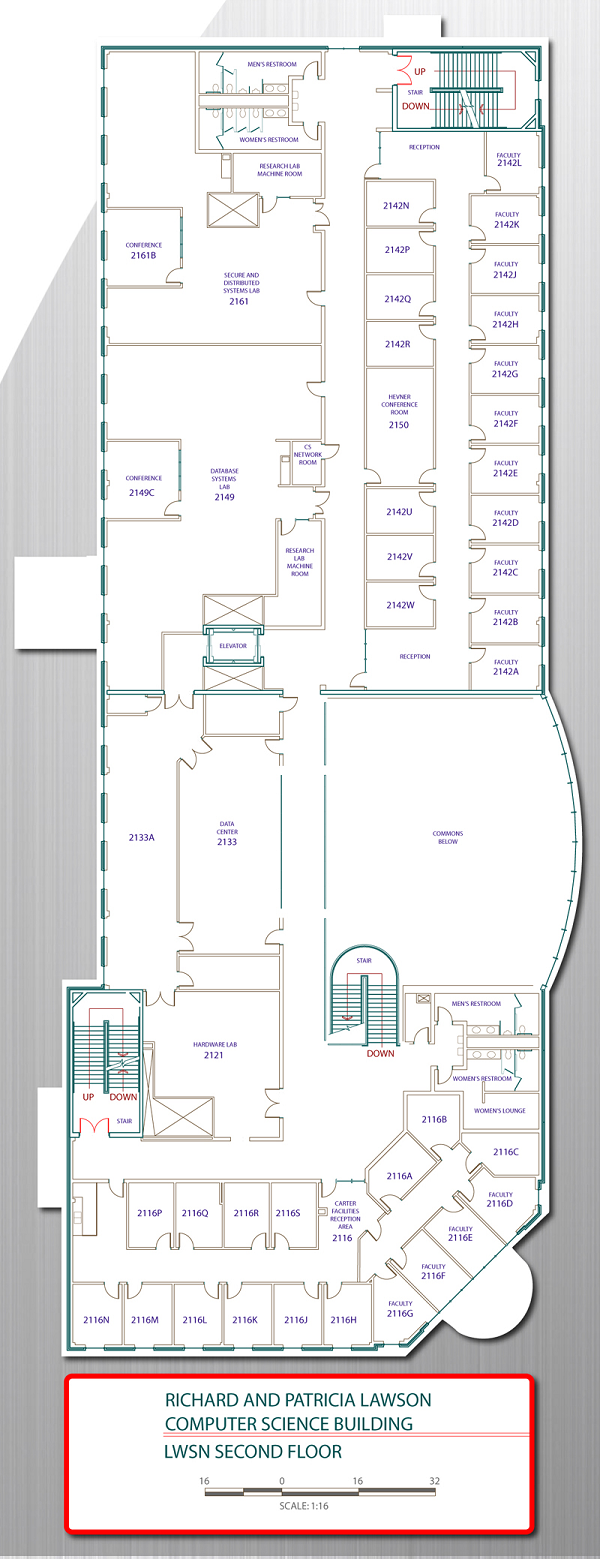 MEN'S RESTROOM
UP
STAIR
DOWN
WOMEN'S RESTROOM
RECEPTION
FACULTY
2142L
RESEARCH LAB
MACHINE ROOM
2142N
FACULTY
2142K
CONFERENCE
2161B
2142P
FACULTY
2142J
SECURE AND
DISTRIBUTED
SYSTEMS LAB
2161
2142Q
FACULTY
2142H
2142R
FACULTY
2142G
HEVNER
CONFERENCE
ROOM
2150
FACULTY
2142F
CS
NETWORK
ROOM
FACULTY
2142E
CONFERENCE
2149C
DATABASE
SYSTEMS
LAB
2149
2142U
FACULTY
2142D
RESEARCH
LAB
MACHINE
ROOM
2142V
FACULTY
2142C
2142W
FACULTY
2142B
ELEVATOR
RECEPTION
FACULTY
2142A
2133A
DATA
CENTER
2133
COMMONS
BELOW
STAIR
DOWN
MEN'S RESTROOM
HARDWARE LAB
2121
WOMEN'S RESTROOM
UP
DOWN
STAIR
WOMEN'S LOUNGE
2116B
2116C
2116A
FACULTY
2116D
2116P
2116Q
2116R
2116S
CARTER
FACILITIES
RECEPTION
AREA
2116
FACULTY
2116E
FACULTY
2116F
FACULTY
2116G
2116N
2116M
2116L
2116K
2116J
2116H
RICHARD AND PATRICIA LAWSON
COMPUTER SCIENCE BUILDING
LWSN SECOND FLOOR
16 0 16 32
SCALE: 1:16